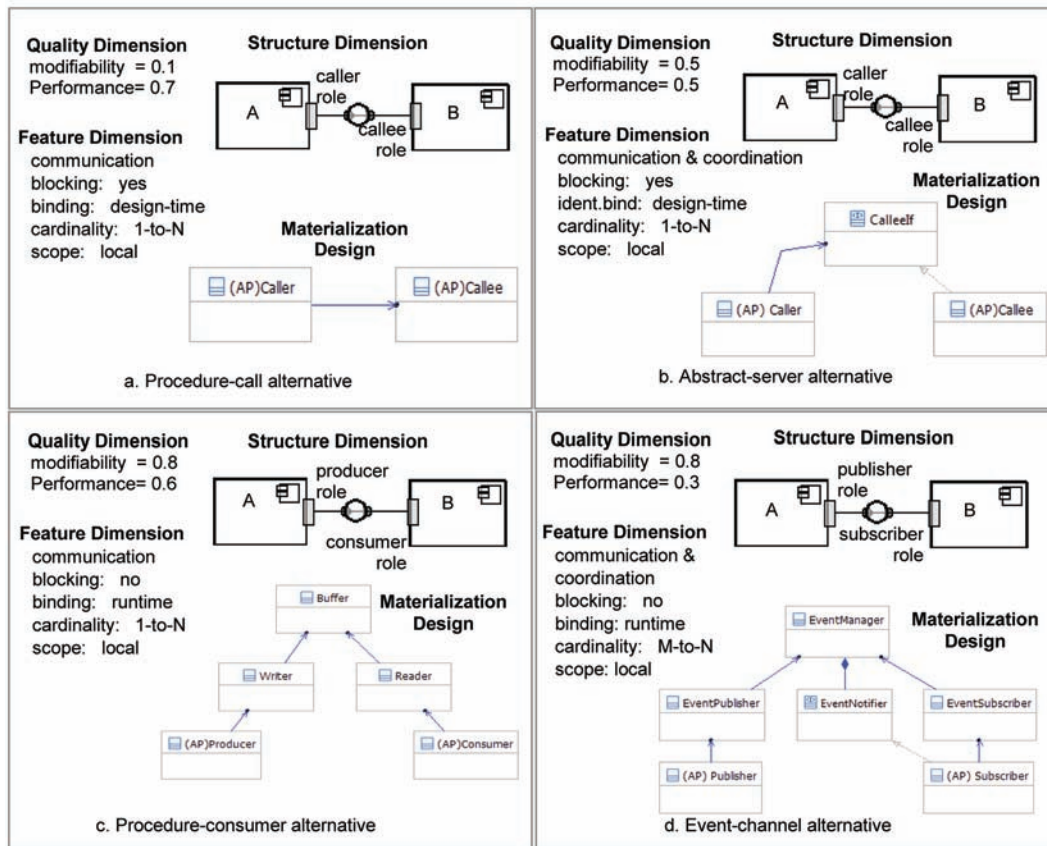 Quality Dimension
modifiability = 0.1
Performance= 0.7
Structure Dimension
A
caller
role
callee
role
B
Feature Dimension
communication
blocking: yes
binding: design-time
cardinality: 1-to-N
scope: local
Materialization
Design
(AP)Caller
(AP)Callee
a. Procedure-call alternative
Quality Dimension
modifiability = 0.5
Performance= 0.5
Structure Dimension
A
caller
role
callee
role
B
Feature Dimension
communication & coordination
blocking: yes
ident.bind: design-time
cardinality: 1-to-N
scope: local
Materialization
Design
CalleeIf
(AP) Caller
(AP)Callee
b. Abstract-server alternative
Quality Dimension
modifiability = 0.8
Performance= 0.6
Structure Dimension
A
producer
role
consumer
role
B
Feature Dimension
communication
blocking: no
binding: runtime
cardinality: 1-to-N
scope: local
Materialization
Design
Buffer
Writer
Reader
(AP)Producer
(AP)Consumer
c. Procedure-consumer alternative
Quality Dimension
modifiability = 0.8
Performance= 0.3
Structure Dimension
A
publisher
role
subscriber
role
B
Feature Dimension
communication &
coordination
blocking: no
binding: runtime
cardinality: M-to-N
scope: local
Materialization
Design
EventManager
EventPublisher
EventNotifier
EventSubscriber
(AP) Publisher
(AP) Subscriber
d. Event-channel alternative